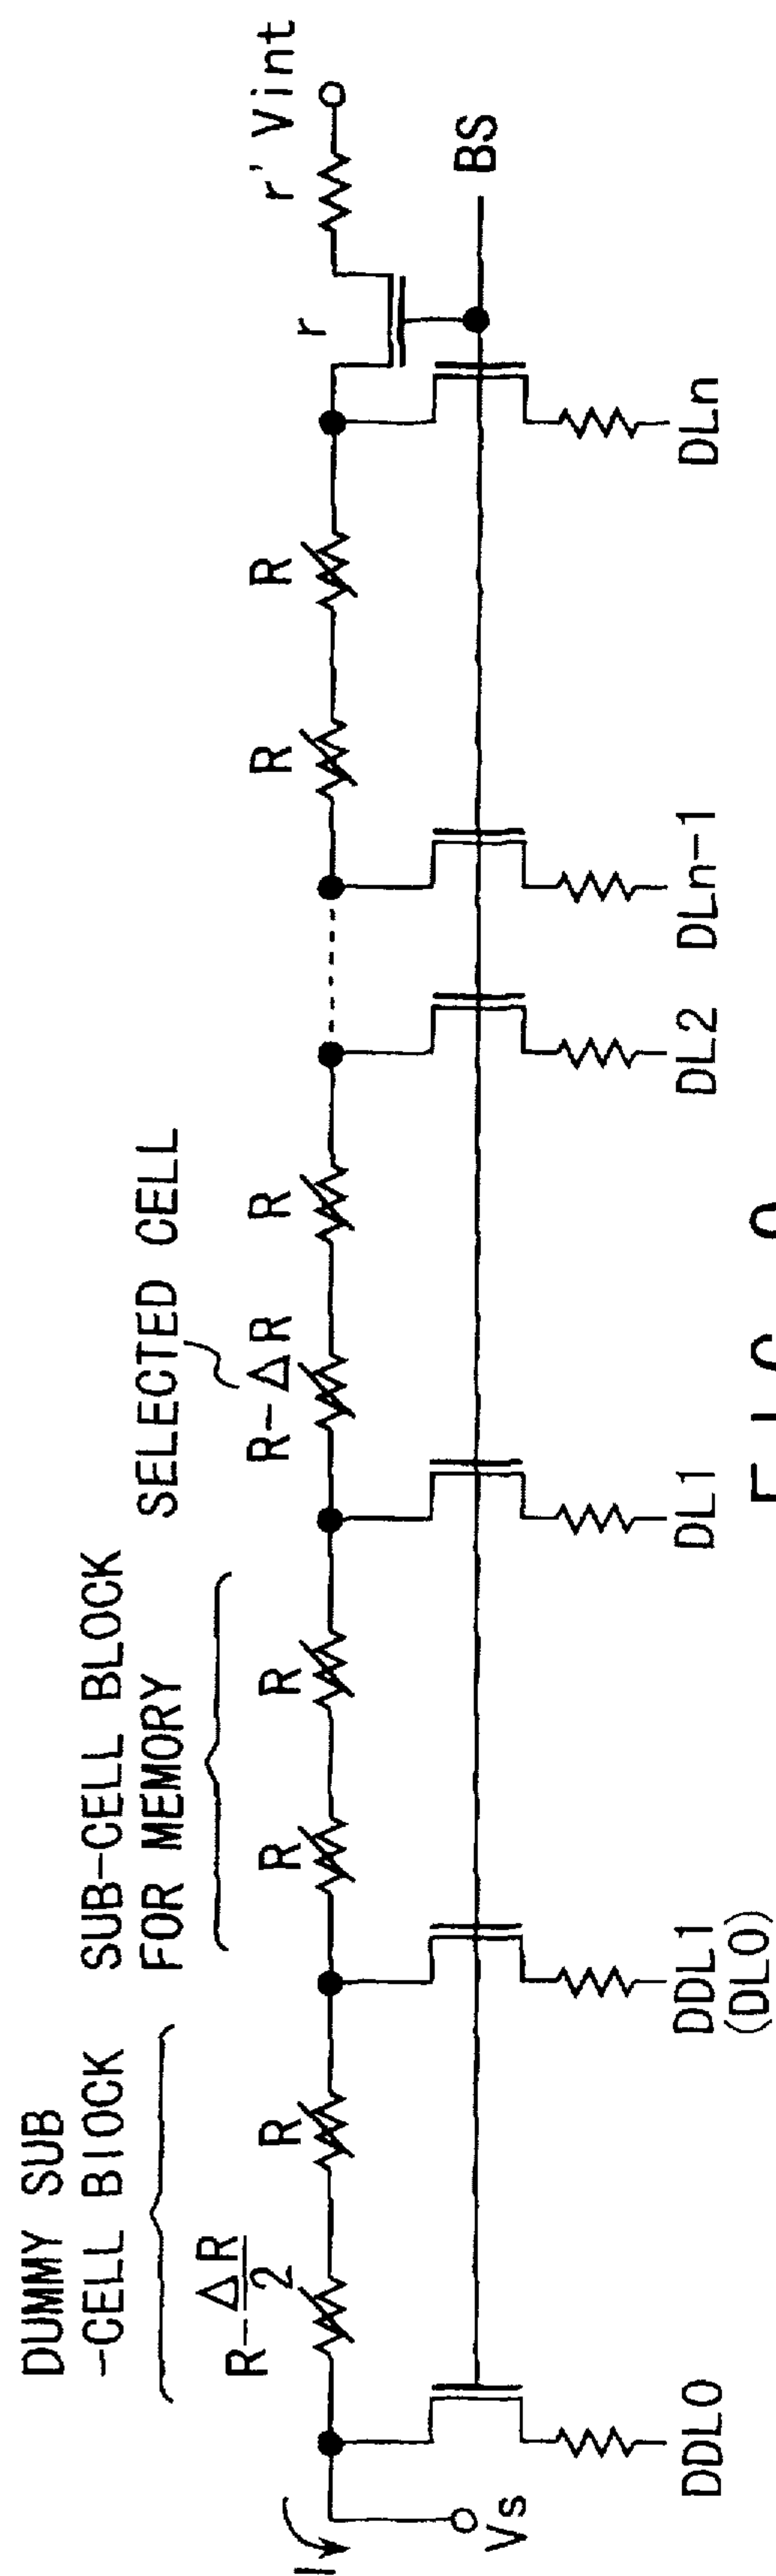 DUMMY SUB
-CELL BIOCK
SUB-CELL BLOCK
FOR MEMORY
SELECTED CELL
R-ΔR/2
R
R
R
R-ΔR
R
R
R
r
r'
Vint
I
Vs
BS
DDL0
DDL1
(DL0)
DL1
DL2
DLn-1
DLn